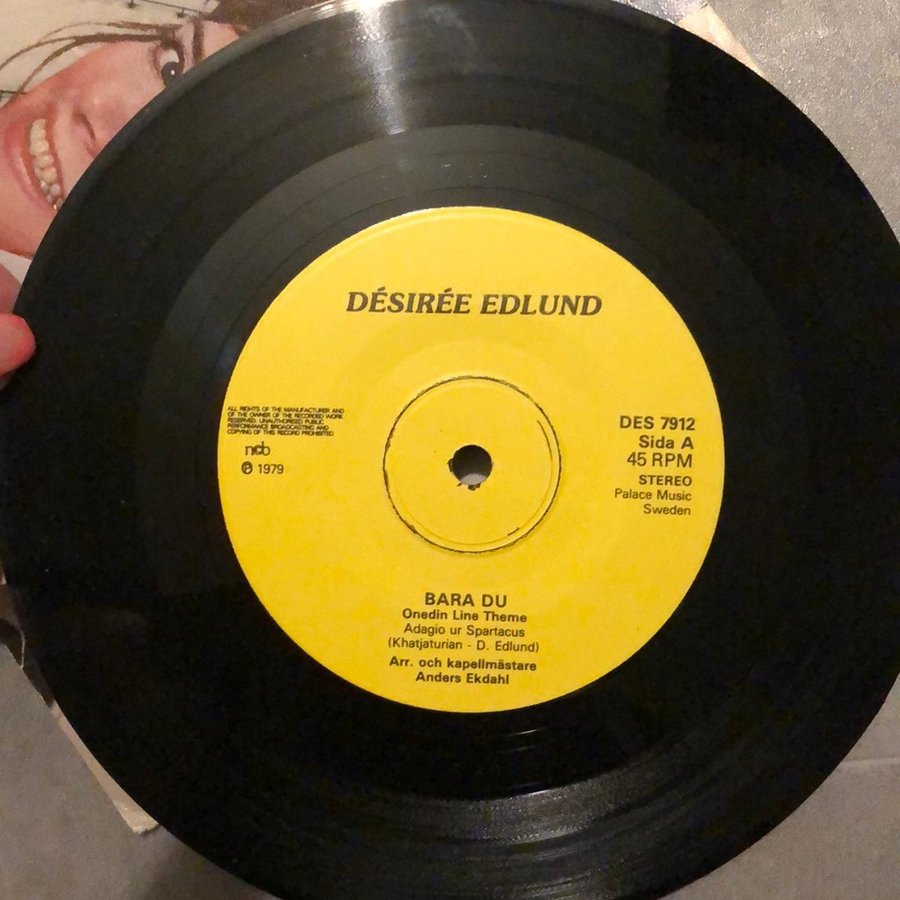 DÉSIRÉE EDLUND
ALL RIGHTS OF THE MANUFACTURER AND
OF THE OWNER OF THE RECORDED WORK
RESERVED. UNAUTHORISED PUBLIC
PERFORMANCE BROADCASTING AND
COPYING OF THIS RECORD PROHIBITED
ncb
Ⓟ 1979
DES 7912
Sida A
45 RPM
STEREO
Palace Music
Sweden
BARA DU
Onedin Line Theme
Adagio ur Spartacus
(Khatjaturian - D. Edlund)
Arr. och kapellmästare
Anders Ekdahl